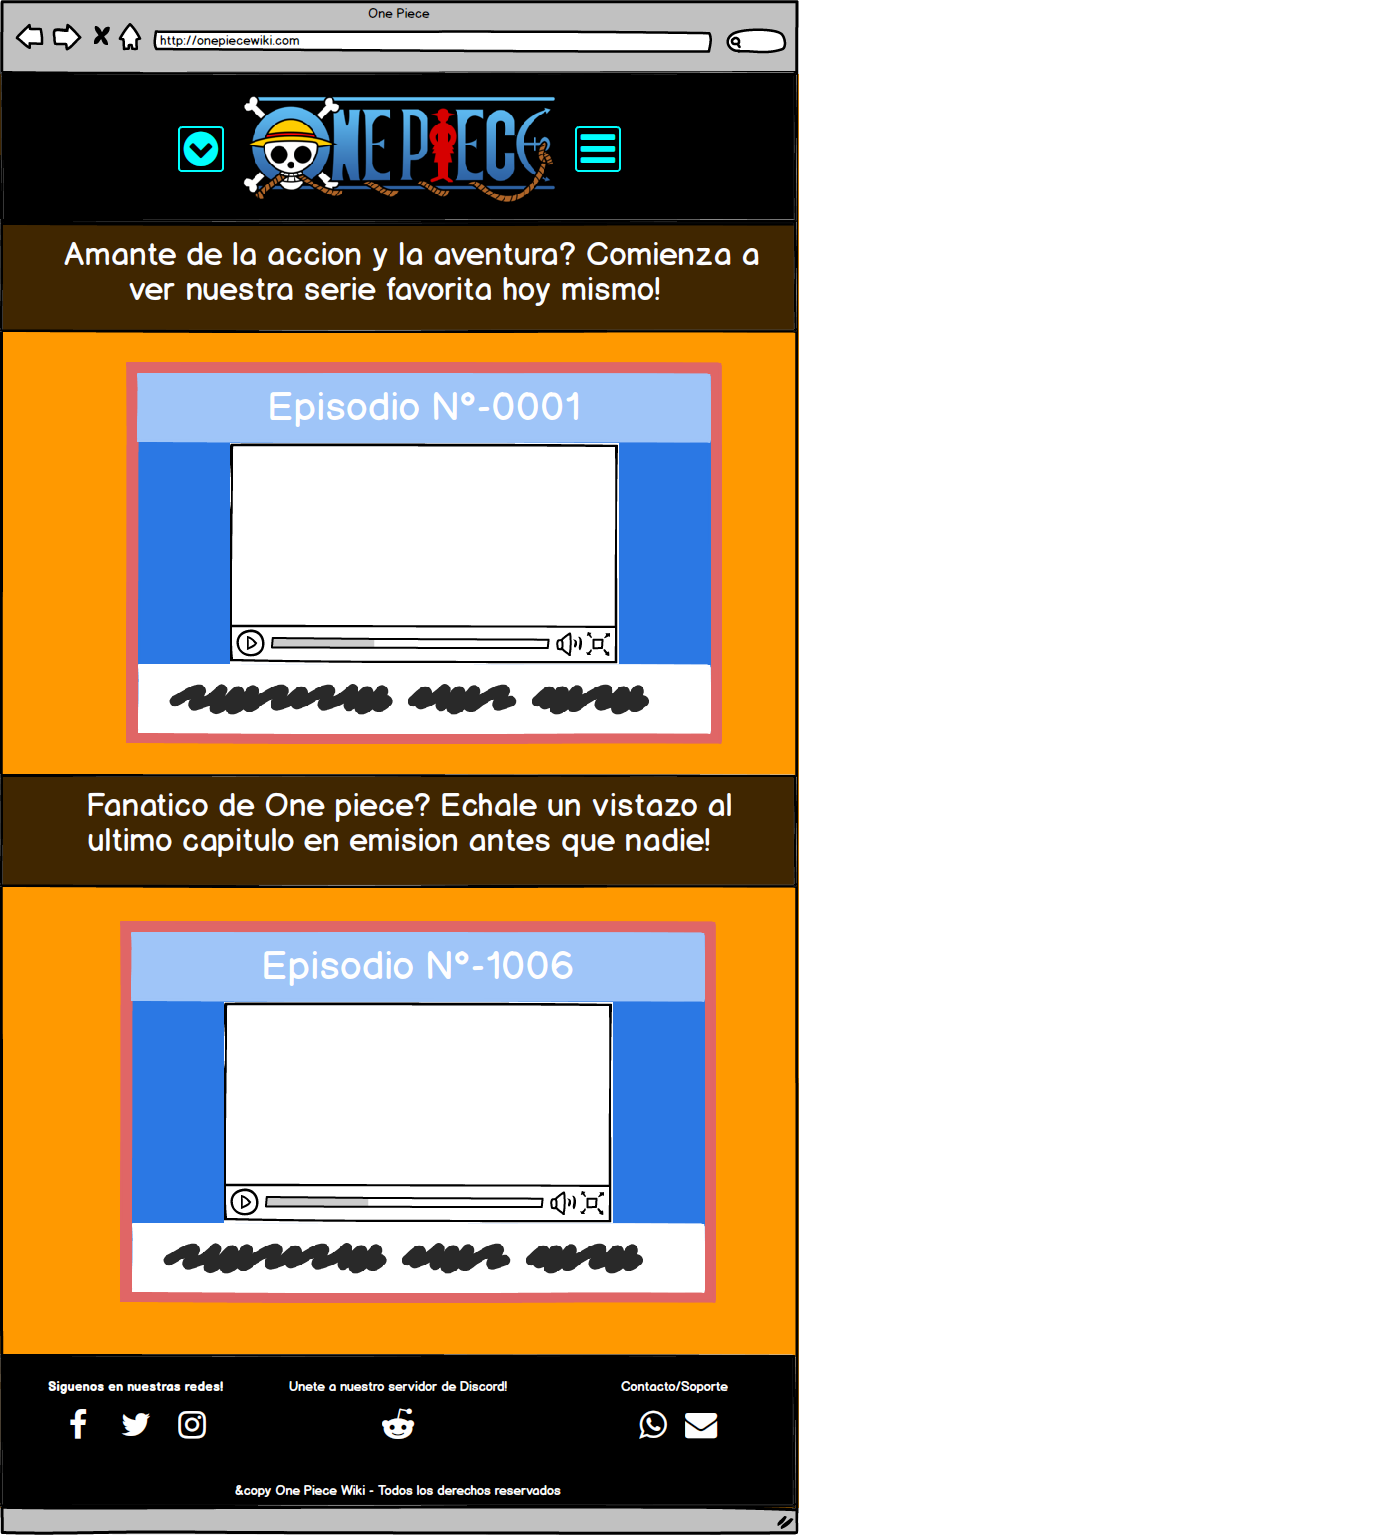 One Piece
http://onepiecewiki.com
ONE PIECE
Amante de la accion y la aventura? Comienza a
ver nuestra serie favorita hoy mismo!
Episodio N°-0001
Fanatico de One piece? Echale un vistazo al
ultimo capitulo en emision antes que nadie!
Episodio N°-1006
Siguenos en nuestras redes!
Unete a nuestro servidor de Discord!
Contacto/Soporte
&copy One Piece Wiki - Todos los derechos reservados